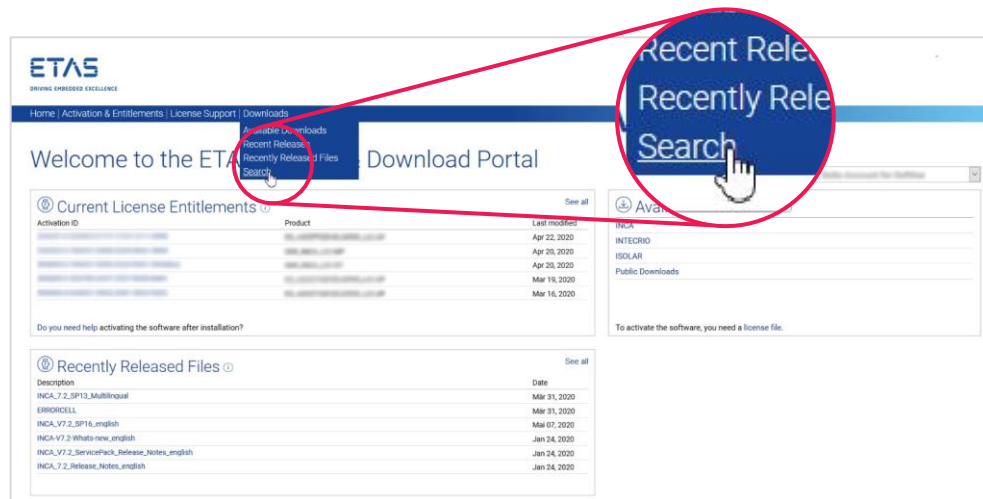 ETAS
DRIVING EMBEDDED EXCELLENCE
Home | Activation & Entitlements | License Support | Downloads
Available Downloads
Recent Releases
Recently Released Files
Search
Recent Rele
Recently Rele
Search
Welcome to the ETA & Download Portal
Current License Entitlements
See all
Activation ID Product Last modified
Apr 22, 2020
Apr 20, 2020
Apr 20, 2020
Mar 19, 2020
Mar 16, 2020
Do you need help activating the software after installation?
Avai
INCA
INTECRIO
ISOLAR
Public Downloads
To activate the software, you need a license file.
Recently Released Files
See all
Description Date
INCA_7.2_SP13_Multilingual Mär 31, 2020
ERRORCELL Mär 31, 2020
INCA_V7.2_SP16_english Mai 07, 2020
INCA-V7.2-Whats-new_english Jan 24, 2020
INCA_V7.2_ServicePack_Release_Notes_english Jan 24, 2020
INCA_7.2_Release_Notes_english Jan 24, 2020